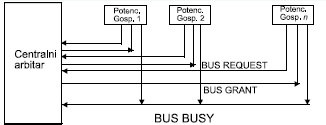 Potenc.
Gosp. 1
Potenc.
Gosp. 2
Potenc.
Gosp. n
Centralni
arbitar
BUS REQUEST
BUS GRANT
BUS BUSY